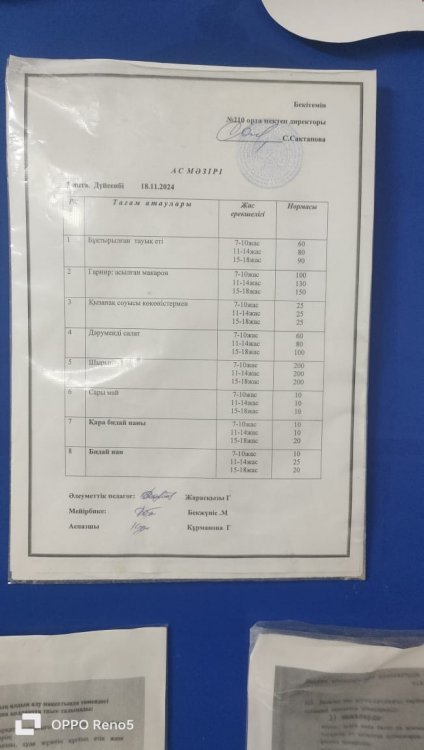 Бекітемін
№210 орта мектеп директоры
С.Сактапова
АС МӘЗІРІ
Дүйсенбі 18.11.2024
Тағам атаулары Жас ерекшелігі Нормасы
1 Бұқтырылған тауық еті 7-10жас 60
11-14жас 80
15-18жас 90
2 Гарнир: асылған макарон 7-10жас 100
11-14жас 130
15-18жас 150
3 Қызанақ соусы көкөністермен 7-10жас 25
11-14жас 25
15-18жас 25
4 Дәруменді салат 7-10жас 60
11-14жас 80
15-18жас 100
5 7-10жас 200
11-14жас 200
15-18жас 200
6 Сары май 7-10жас 10
11-14жас 10
15-18жас 10
7 Қара бидай наны 7-10жас 10
11-14жас 10
15-18жас 20
8 Бидай нан 7-10жас 10
11-14жас 25
15-18жас 20
Әлеуметтік педагог: Жарасқызы Г
Мейірбике: Бекжүніс .М
Аспазшы Құрманова Г
OPPO Reno5